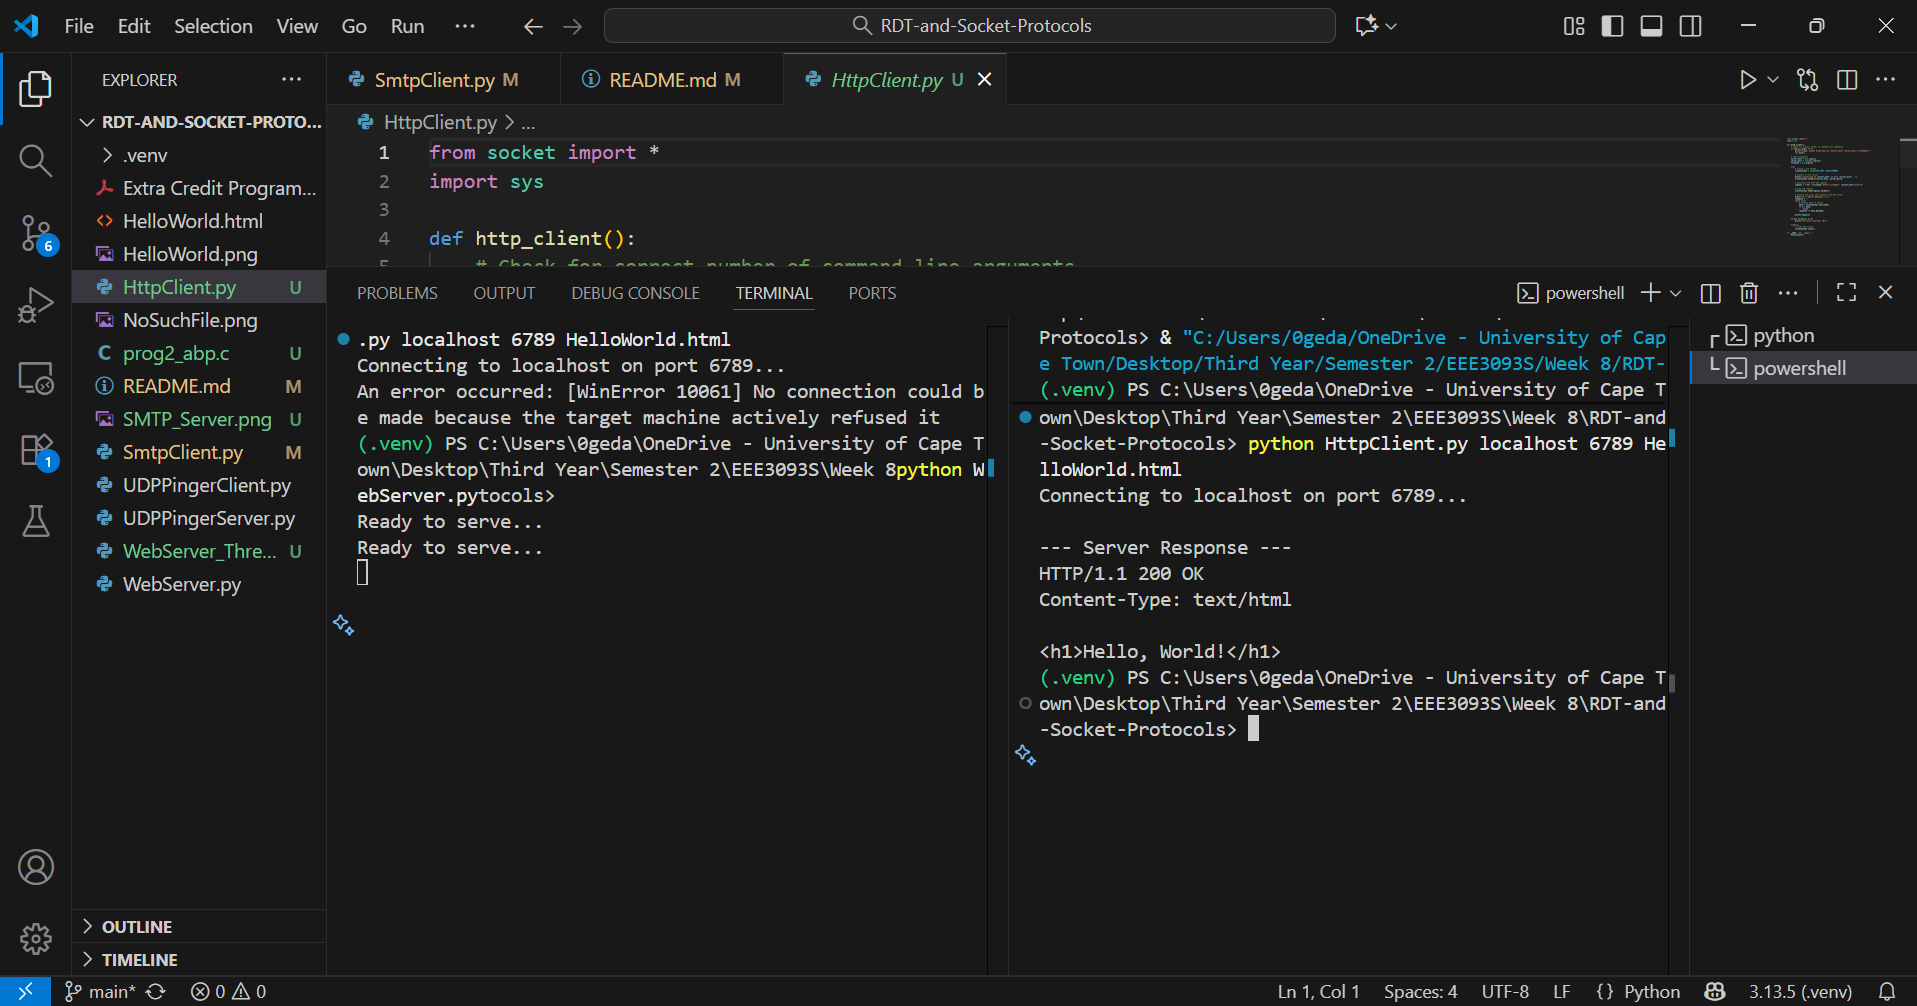 File Edit Selection View Go Run ··· RDT-and-Socket-Protocols
EXPLORER ···
RDT-AND-SOCKET-PROTO...
.venv
Extra Credit Program...
HelloWorld.html
HelloWorld.png
HttpClient.py U
NoSuchFile.png
C prog2_abp.c U
README.md M
SMTP_Server.png U
SmtpClient.py M
UDPPingerClient.py
UDPPingerServer.py
WebServer_Thre... U
WebServer.py
OUTLINE
TIMELINE
6
1
SmtpClient.py M README.md M HttpClient.py U
HttpClient.py > ...
1 from socket import *
2 import sys
3
4 def http_client():
5 # Check for correct number of command line arguments
PROBLEMS OUTPUT DEBUG CONSOLE TERMINAL PORTS
powershell
.py localhost 6789 HelloWorld.html
Connecting to localhost on port 6789...
An error occurred: [WinError 10061] No connection could b
e made because the target machine actively refused it
(.venv) PS C:\Users\0geda\OneDrive - University of Cape T
own\Desktop\Third Year\Semester 2\EEE3093S\Week 8python W
ebServer.pytocols>
Ready to serve...
Ready to serve...
Protocols> & "C:/Users/0geda/OneDrive - University of Cap
e Town/Desktop/Third Year/Semester 2/EEE3093S/Week 8/RDT-
(.venv) PS C:\Users\0geda\OneDrive - University of Cape T
own\Desktop\Third Year\Semester 2\EEE3093S\Week 8\RDT-and
-Socket-Protocols> python HttpClient.py localhost 6789 He
lloWorld.html
Connecting to localhost on port 6789...
--- Server Response ---
HTTP/1.1 200 OK
Content-Type: text/html
<h1>Hello, World!</h1>
(.venv) PS C:\Users\0geda\OneDrive - University of Cape T
own\Desktop\Third Year\Semester 2\EEE3093S\Week 8\RDT-and
-Socket-Protocols>
python
powershell
main* 0 0 Ln 1, Col 1 Spaces: 4 UTF-8 LF {} Python 3.13.5 (.venv)